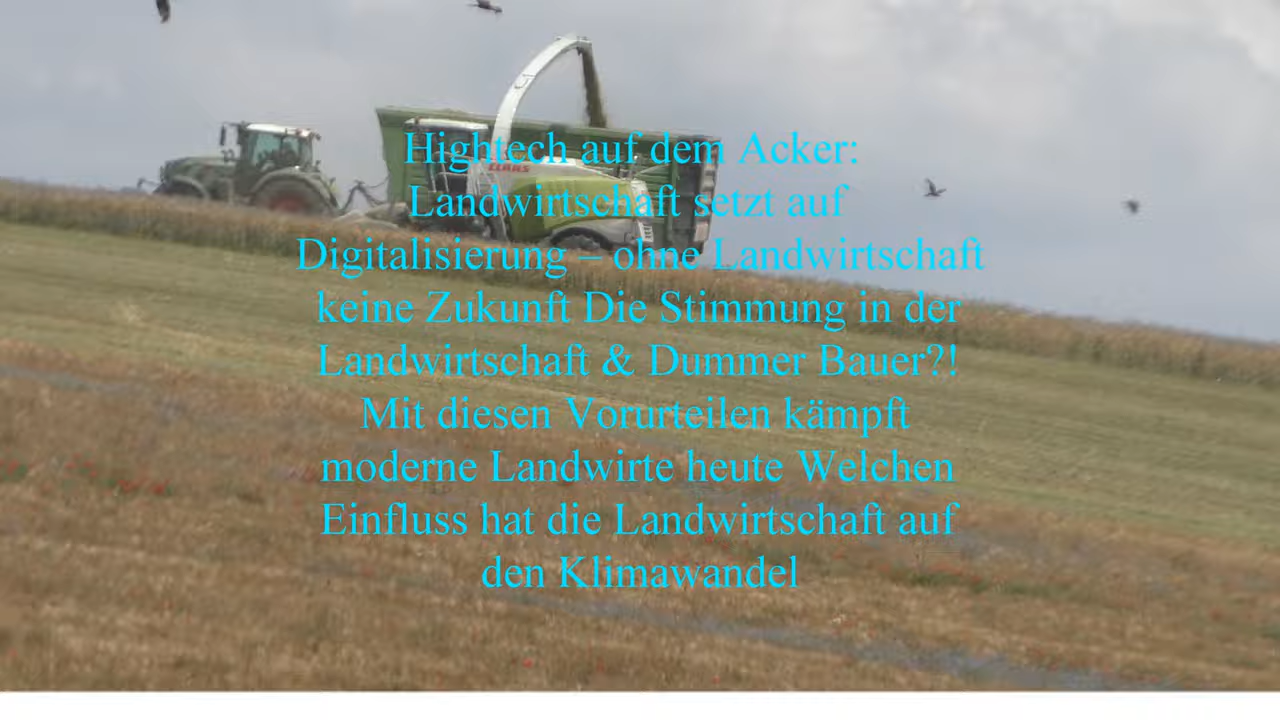 CLAAS
Hightech auf dem Acker:
Landwirtschaft setzt auf
Digitalisierung – ohne Landwirtschaft
keine Zukunft Die Stimmung in der
Landwirtschaft & Dummer Bauer?!
Mit diesen Vorurteilen kämpft
moderne Landwirte heute Welchen
Einfluss hat die Landwirtschaft auf
den Klimawandel